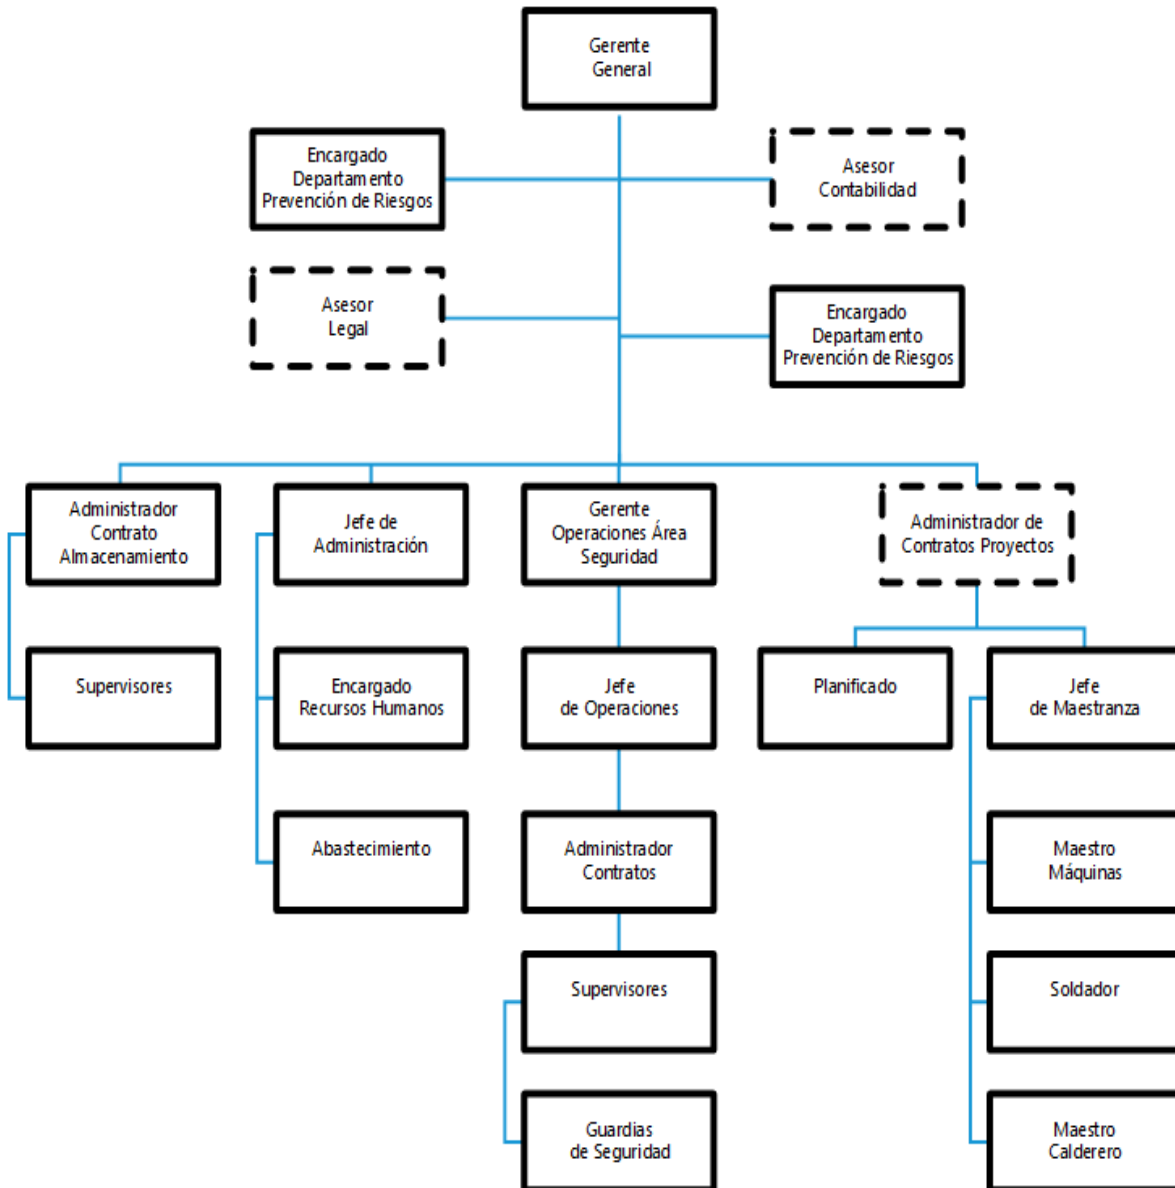 Gerente
General
Encargado
Departamento
Prevención de Riesgos
Asesor
Contabilidad
Asesor
Legal
Encargado
Departamento
Prevención de Riesgos
Administrador
Contrato
Almacenamiento
Jefe de
Administración
Gerente
Operaciones Área
Seguridad
Administrador de
Contratos Proyectos
Supervisores
Encargado
Recursos Humanos
Jefe
de Operaciones
Planificado
Jefe
de Maestranza
Abastecimiento
Administrador
Contratos
Maestro
Máquinas
Supervisores
Soldador
Guardias
de Seguridad
Maestro
Calderero